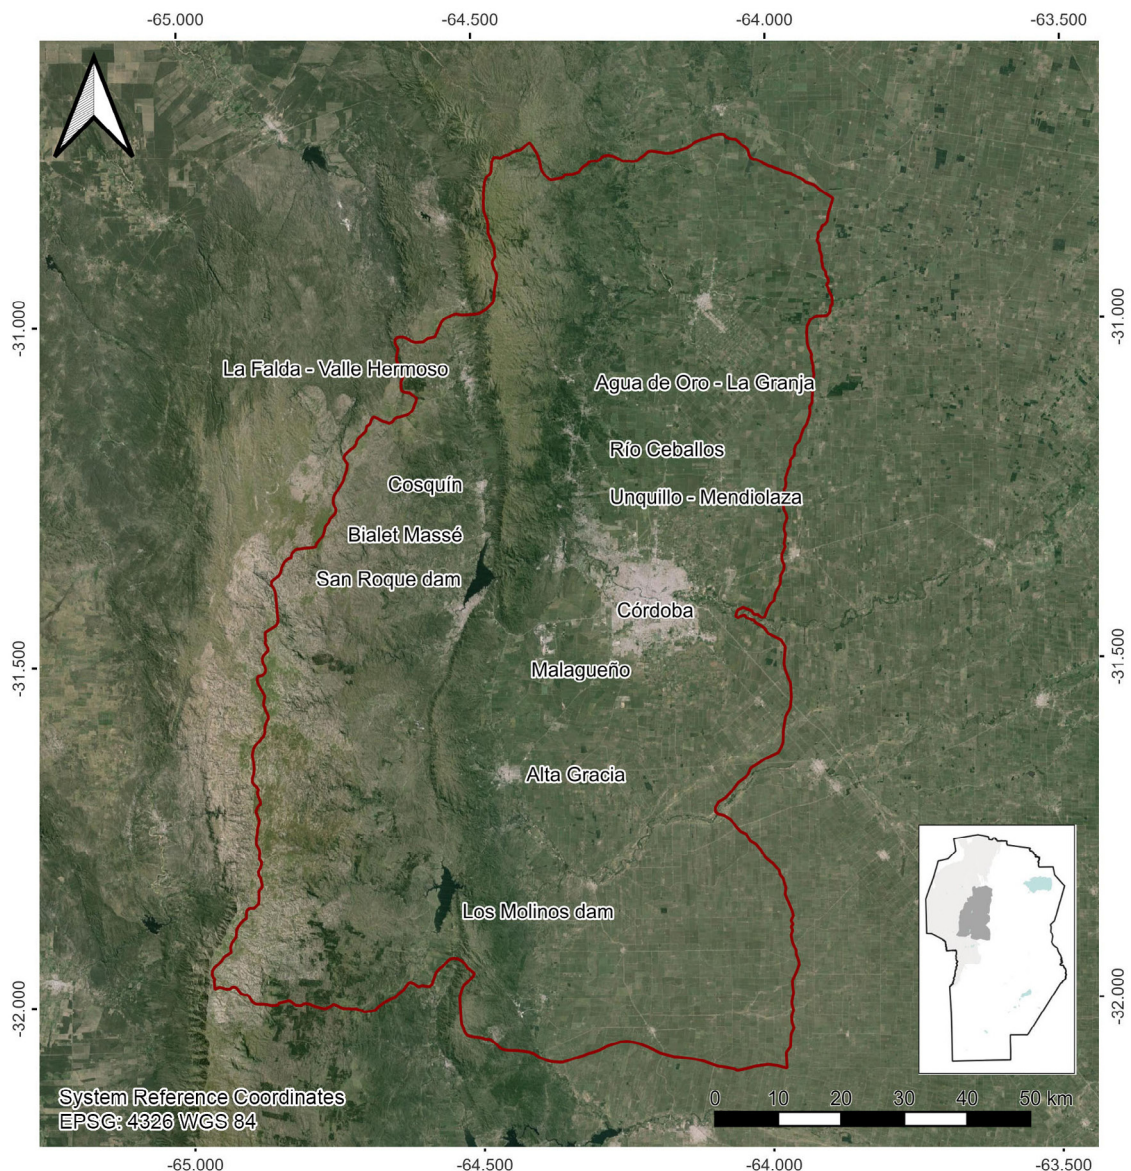 -65.000 -64.500 -64.000 -63.500
-31.000 -31.000
La Falda - Valle Hermoso
Agua de Oro - La Granja
Río Ceballos
Cosquín
Unquillo - Mendiolaza
Bialet Massé
San Roque dam
Córdoba
-31.500 -31.500
Malagueño
Alta Gracia
Los Molinos dam
-32.000 -32.000
System Reference Coordinates
EPSG: 4326 WGS 84
0 10 20 30 40 50 km
-65.000 -64.500 -64.000 -63.500